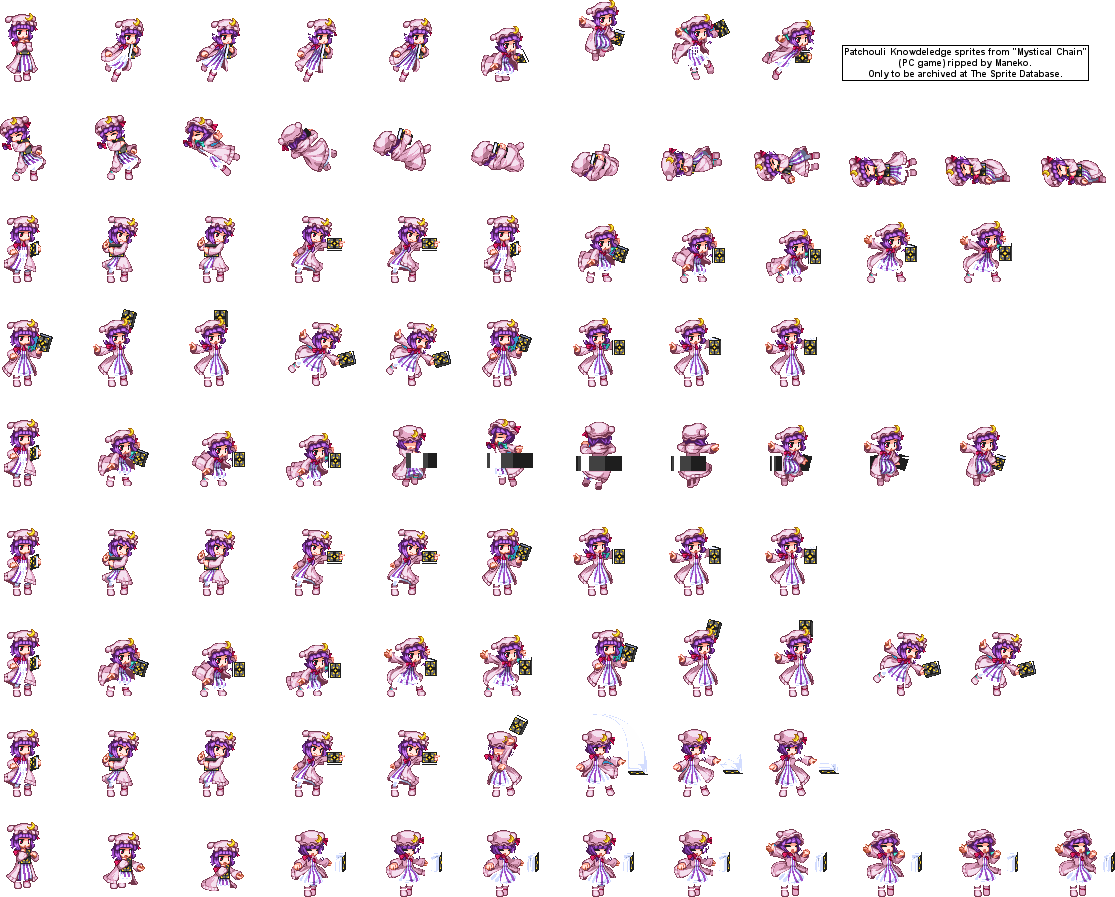 Patchouli Knowdeledge sprites from "Mystical Chain"
(PC game) ripped by Maneko.
Only to be archived at The Sprite Database.